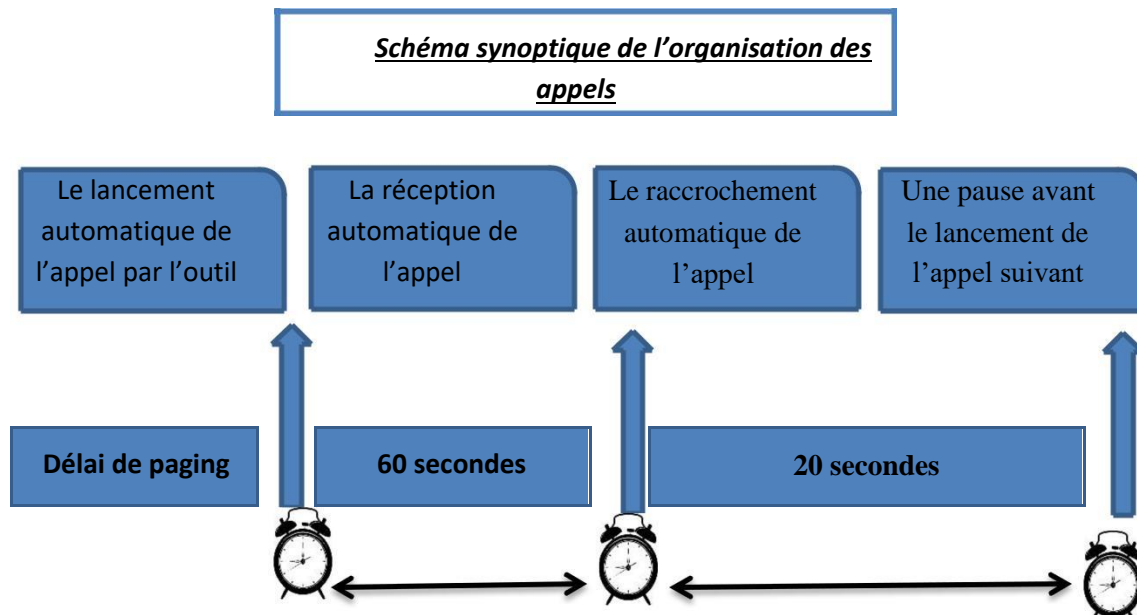 Schéma synoptique de l’organisation des
appels
Le lancement
automatique de
l’appel par l’outil
La réception
automatique de
l’appel
Le raccrochement
automatique de
l’appel
Une pause avant
le lancement de
l’appel suivant
Délai de paging
60 secondes
20 secondes